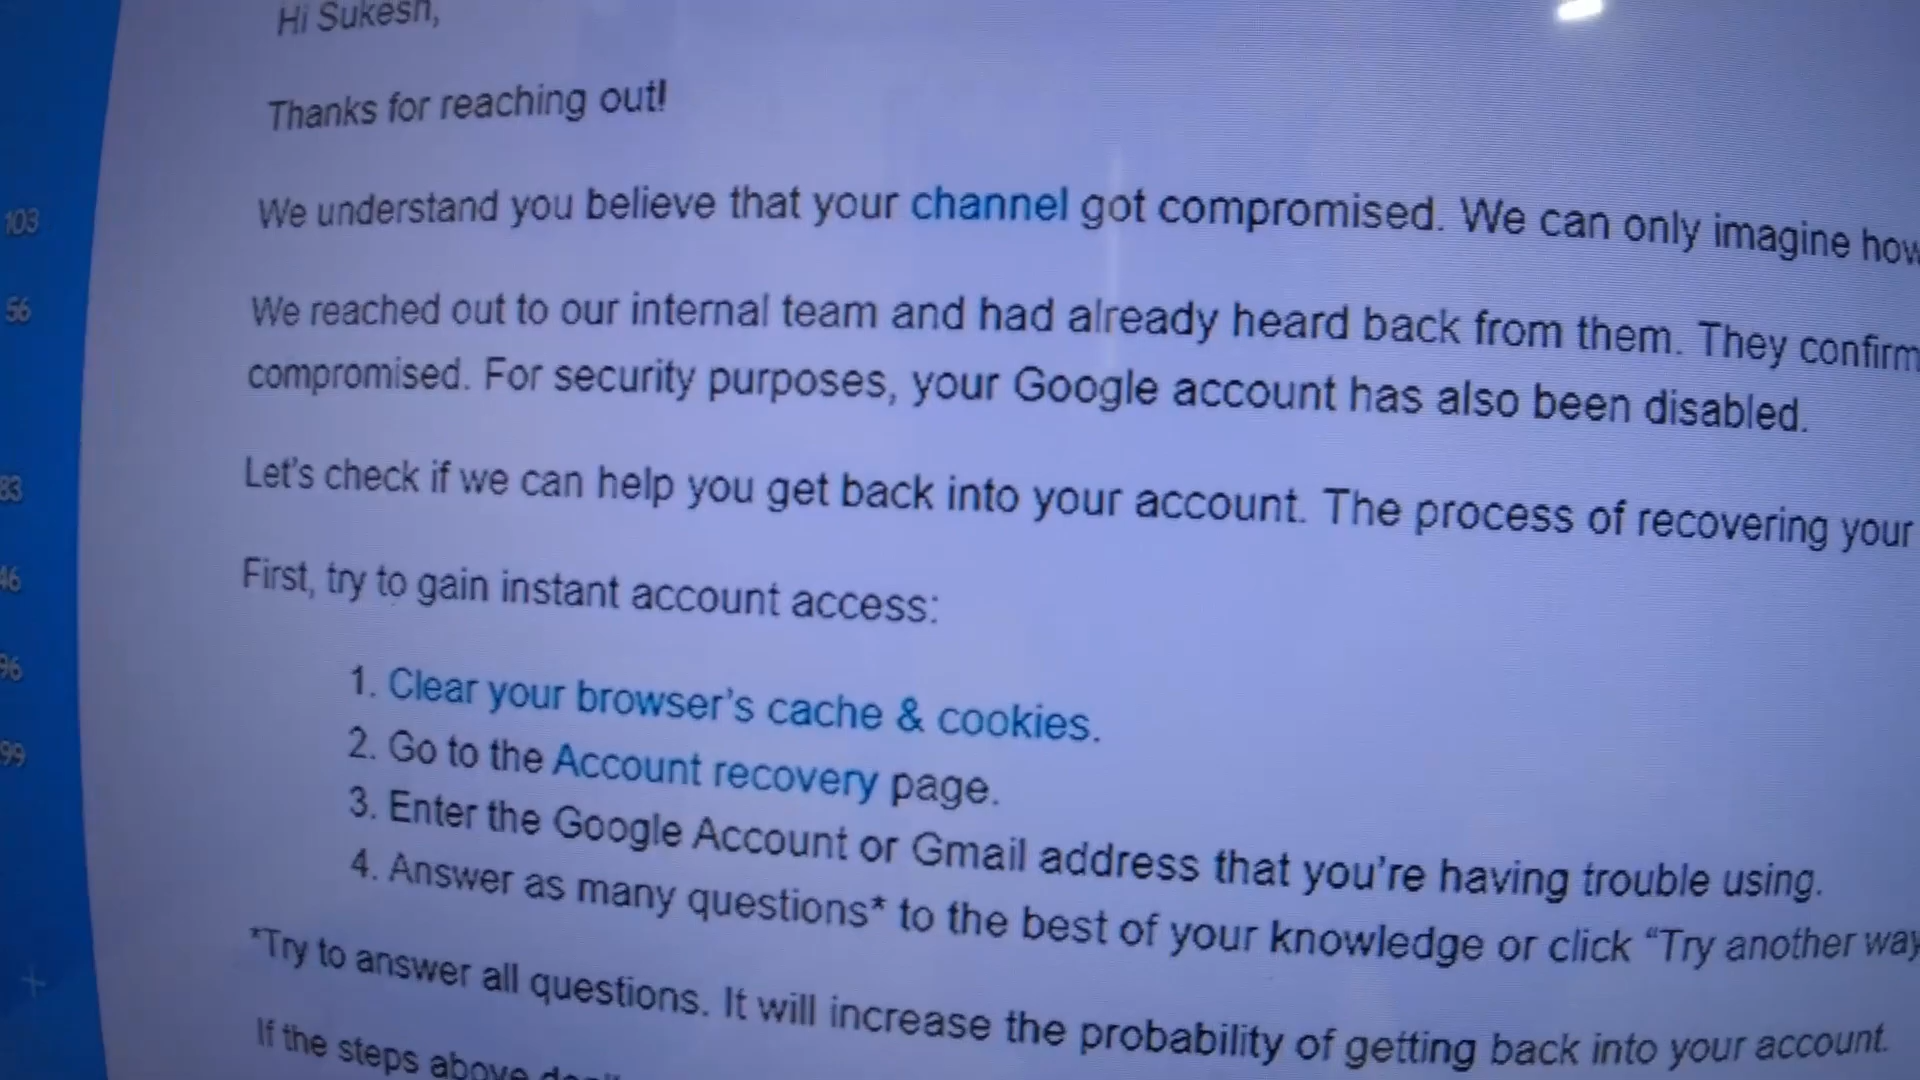 Hi Sukesh,
Thanks for reaching out!
We understand you believe that your channel got compromised. We can only imagine how
We reached out to our internal team and had already heard back from them. They confirm
compromised. For security purposes, your Google account has also been disabled.
Let's check if we can help you get back into your account. The process of recovering your
First, try to gain instant account access:
1. Clear your browser's cache & cookies.
2. Go to the Account recovery page.
3. Enter the Google Account or Gmail address that you're having trouble using.
4. Answer as many questions* to the best of your knowledge or click "Try another way
*Try to answer all questions. It will increase the probability of getting back into your account.
If the steps above
103
56
83
46
96
99